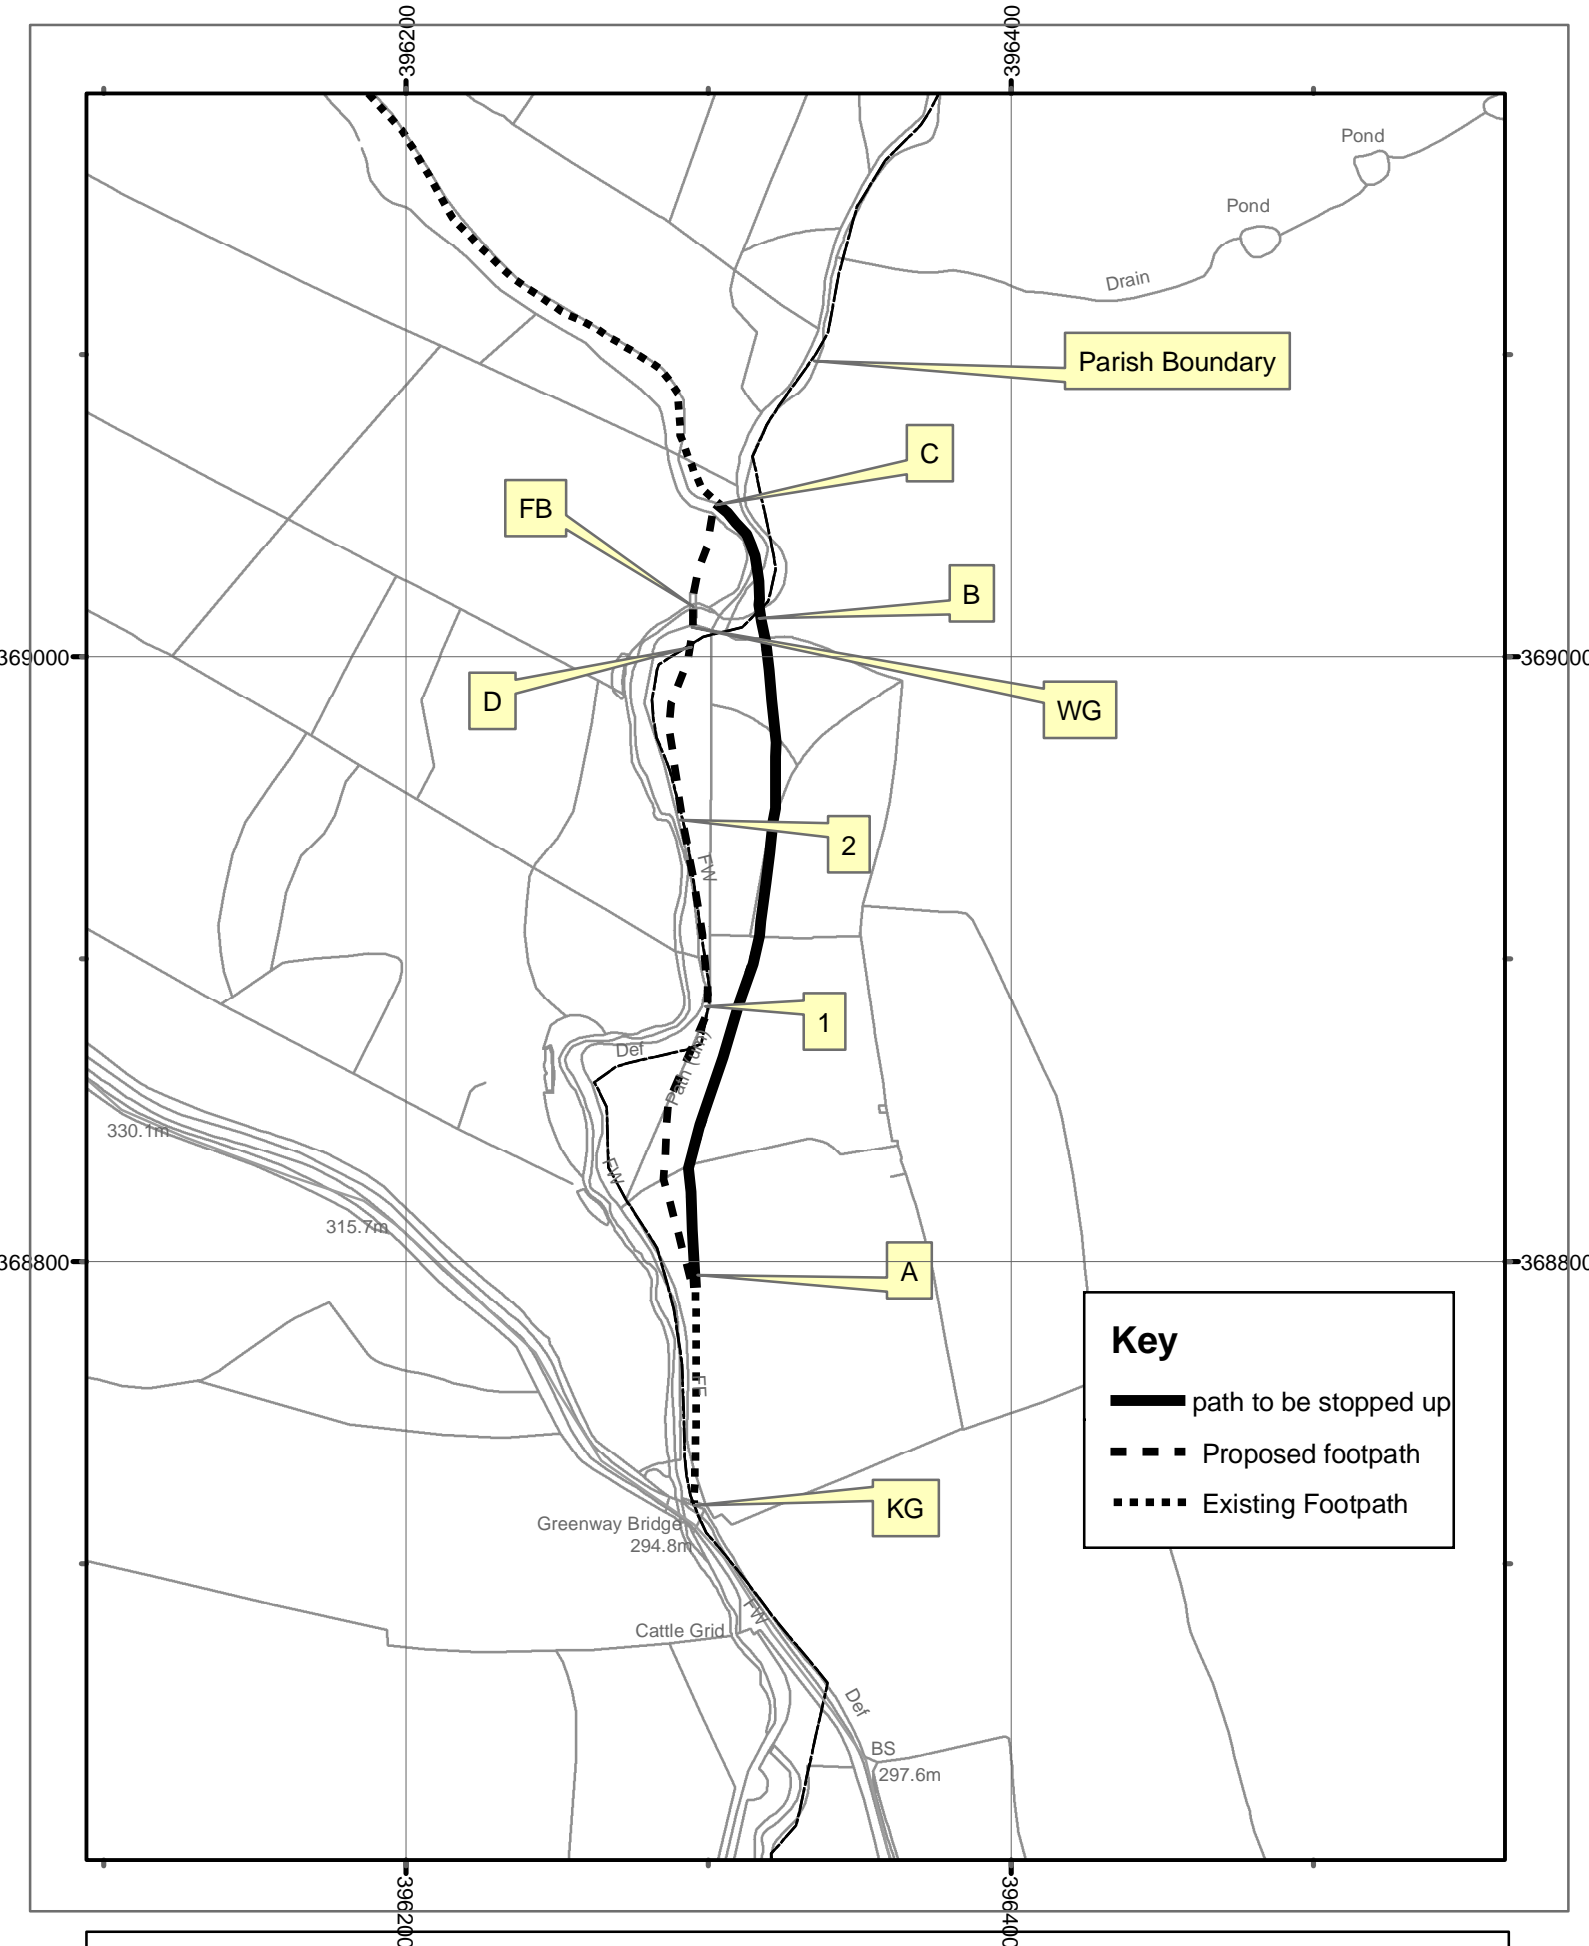 396200
396400
Pond
Pond
Drain
Parish Boundary
C
FB
B
369000
369000
D
WG
2
FW
1
Def
Path (um)
330.1m
FW
315.7m
A
368800
368800
Key
path to be stopped up
Proposed footpath
Existing Footpath
FF
KG
Greenway Bridge
294.8m
FW
Cattle Grid
Def
BS
297.6m
396200
396400